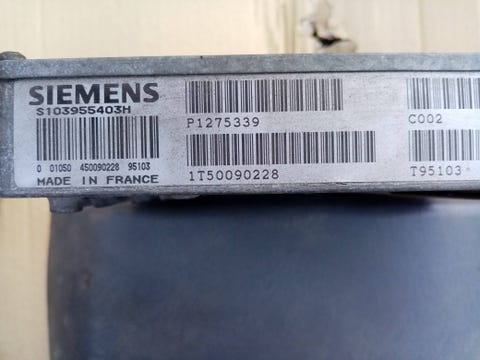 SIEMENS
S103955403H
0 01050 450090228 95103
MADE IN FRANCE
P1275339
1T50090228
C002
T95103